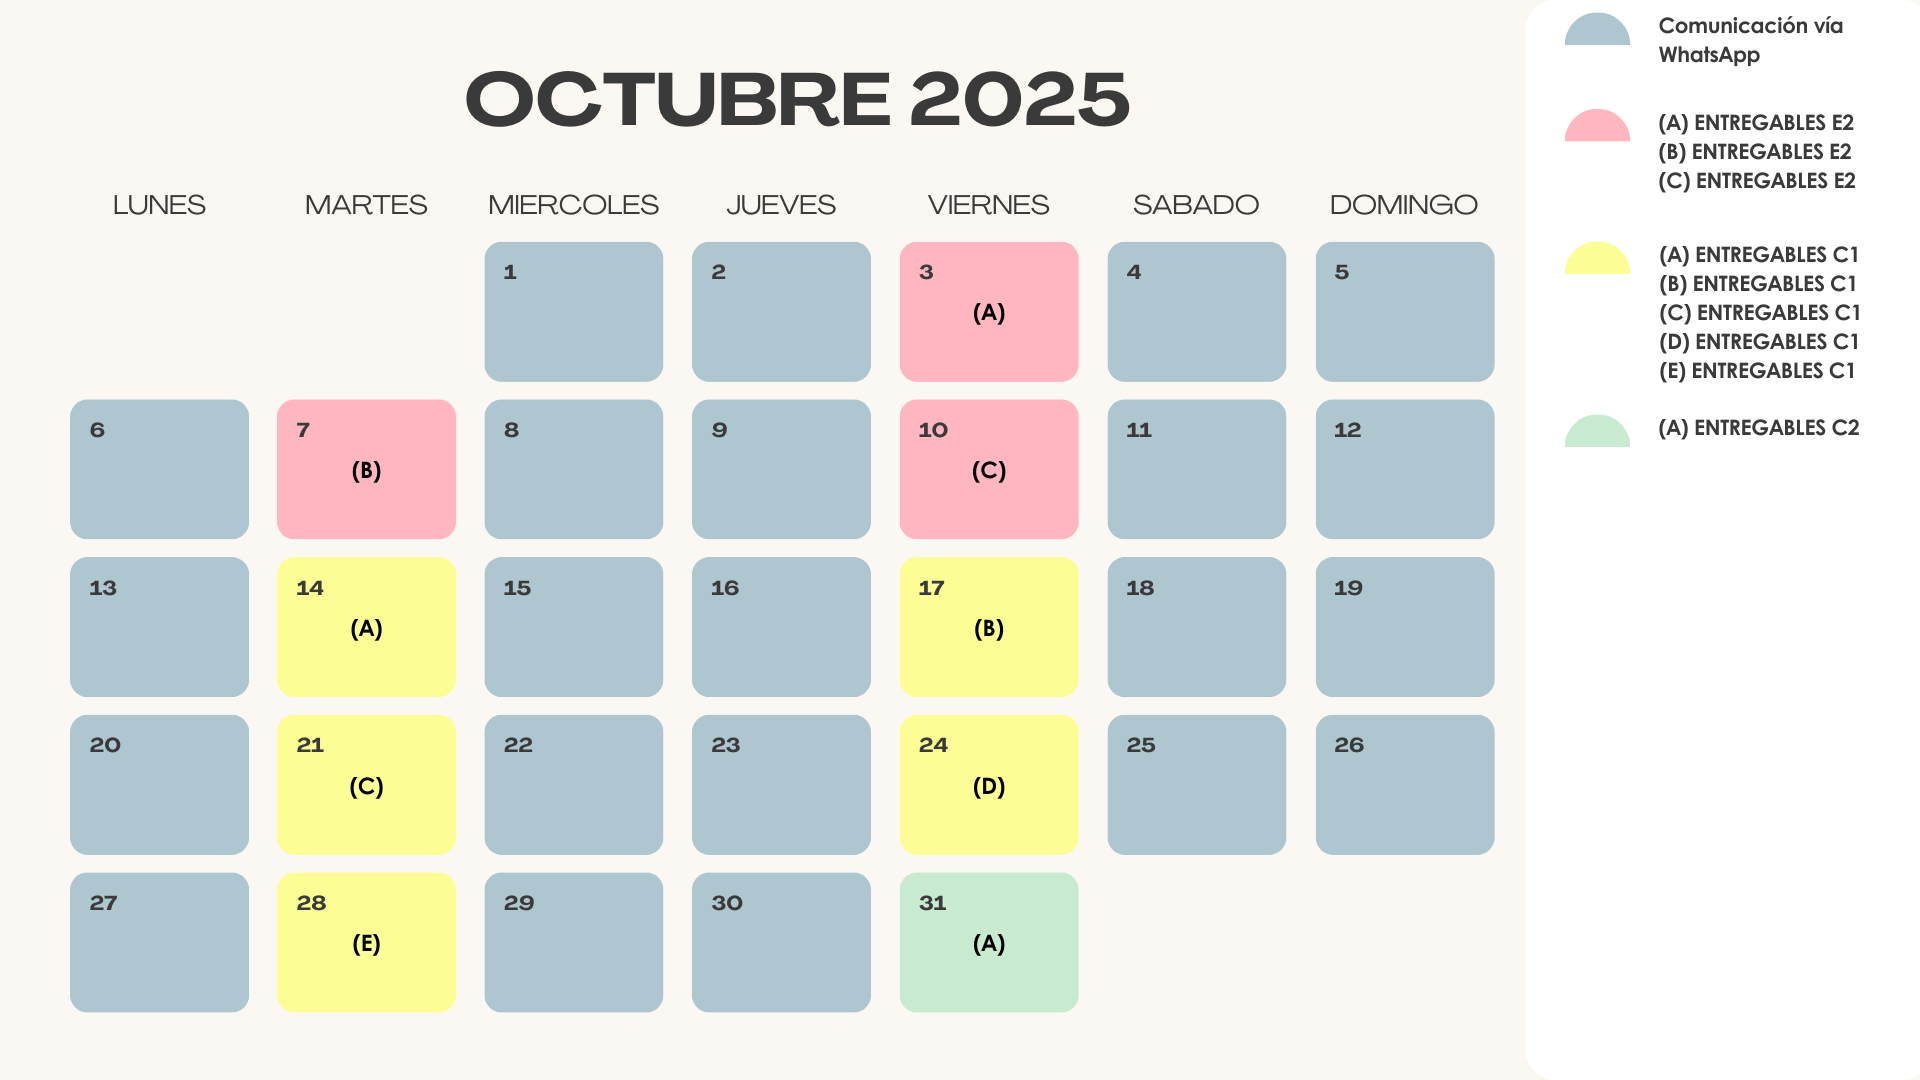 OCTUBRE 2025
LUNES MARTES MIERCOLES JUEVES VIERNES SABADO DOMINGO
1 2 3 4 5
(A)
6 7 8 9 10 11 12
(B) (C)
13 14 15 16 17 18 19
(A) (B)
20 21 22 23 24 25 26
(C) (D)
27 28 29 30 31
(E) (A)
Comunicación vía
WhatsApp
(A) ENTREGABLES E2
(B) ENTREGABLES E2
(C) ENTREGABLES E2
(A) ENTREGABLES C1
(B) ENTREGABLES C1
(C) ENTREGABLES C1
(D) ENTREGABLES C1
(E) ENTREGABLES C1
(A) ENTREGABLES C2